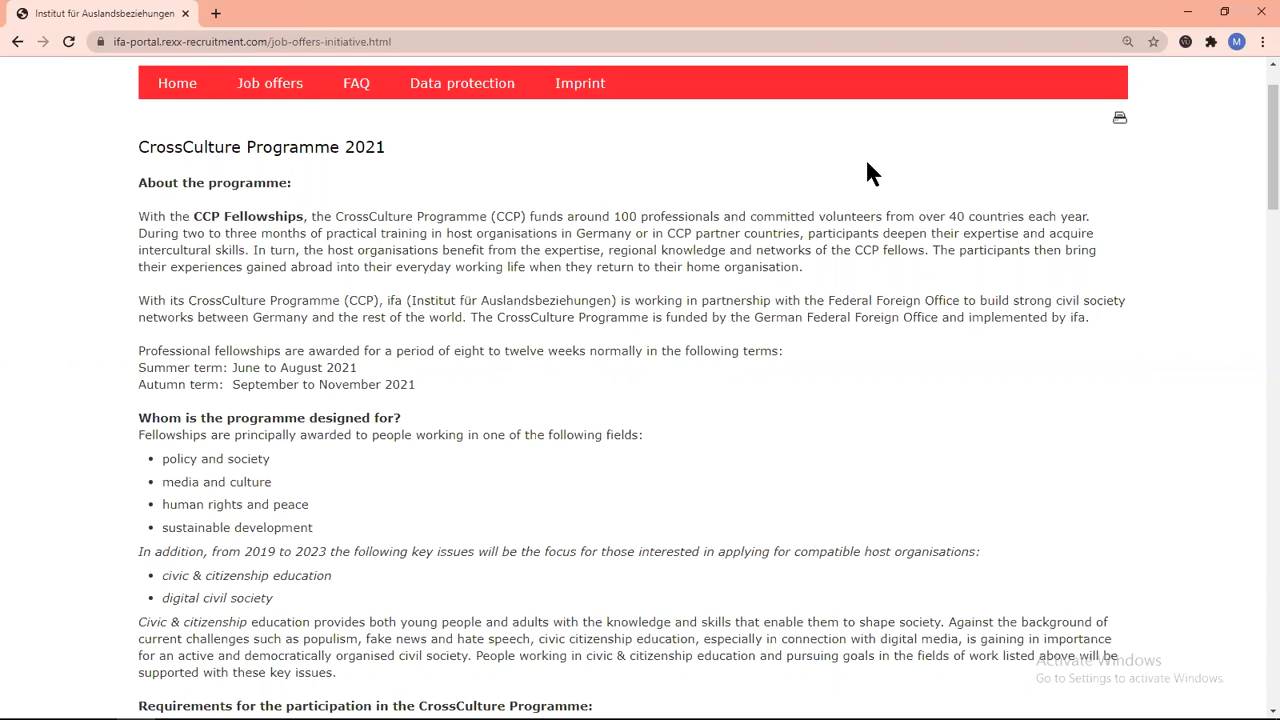 Institut für Auslandsbeziehungen
ifa-portal.rexx-recruitment.com/job-offers-initiative.html
M
Home Job offers FAQ Data protection Imprint
CrossCulture Programme 2021
About the programme:
With the CCP Fellowships, the CrossCulture Programme (CCP) funds around 100 professionals and committed volunteers from over 40 countries each year.
During two to three months of practical training in host organisations in Germany or in CCP partner countries, participants deepen their expertise and acquire
intercultural skills. In turn, the host organisations benefit from the expertise, regional knowledge and networks of the CCP fellows. The participants then bring
their experiences gained abroad into their everyday working life when they return to their home organisation.
With its CrossCulture Programme (CCP), ifa (Institut für Auslandsbeziehungen) is working in partnership with the Federal Foreign Office to build strong civil society
networks between Germany and the rest of the world. The CrossCulture Programme is funded by the German Federal Foreign Office and implemented by ifa.
Professional fellowships are awarded for a period of eight to twelve weeks normally in the following terms:
Summer term: June to August 2021
Autumn term: September to November 2021
Whom is the programme designed for?
Fellowships are principally awarded to people working in one of the following fields:
• policy and society
• media and culture
• human rights and peace
• sustainable development
In addition, from 2019 to 2023 the following key issues will be the focus for those interested in applying for compatible host organisations:
• civic & citizenship education
• digital civil society
Civic & citizenship education provides both young people and adults with the knowledge and skills that enable them to shape society. Against the background of
current challenges such as populism, fake news and hate speech, civic citizenship education, especially in connection with digital media, is gaining in importance
for an active and democratically organised civil society. People working in civic & citizenship education and pursuing goals in the fields of work listed above will be
supported with these key issues.
Activate Windows
Go to Settings to activate Windows.
Requirements for the participation in the CrossCulture Programme: